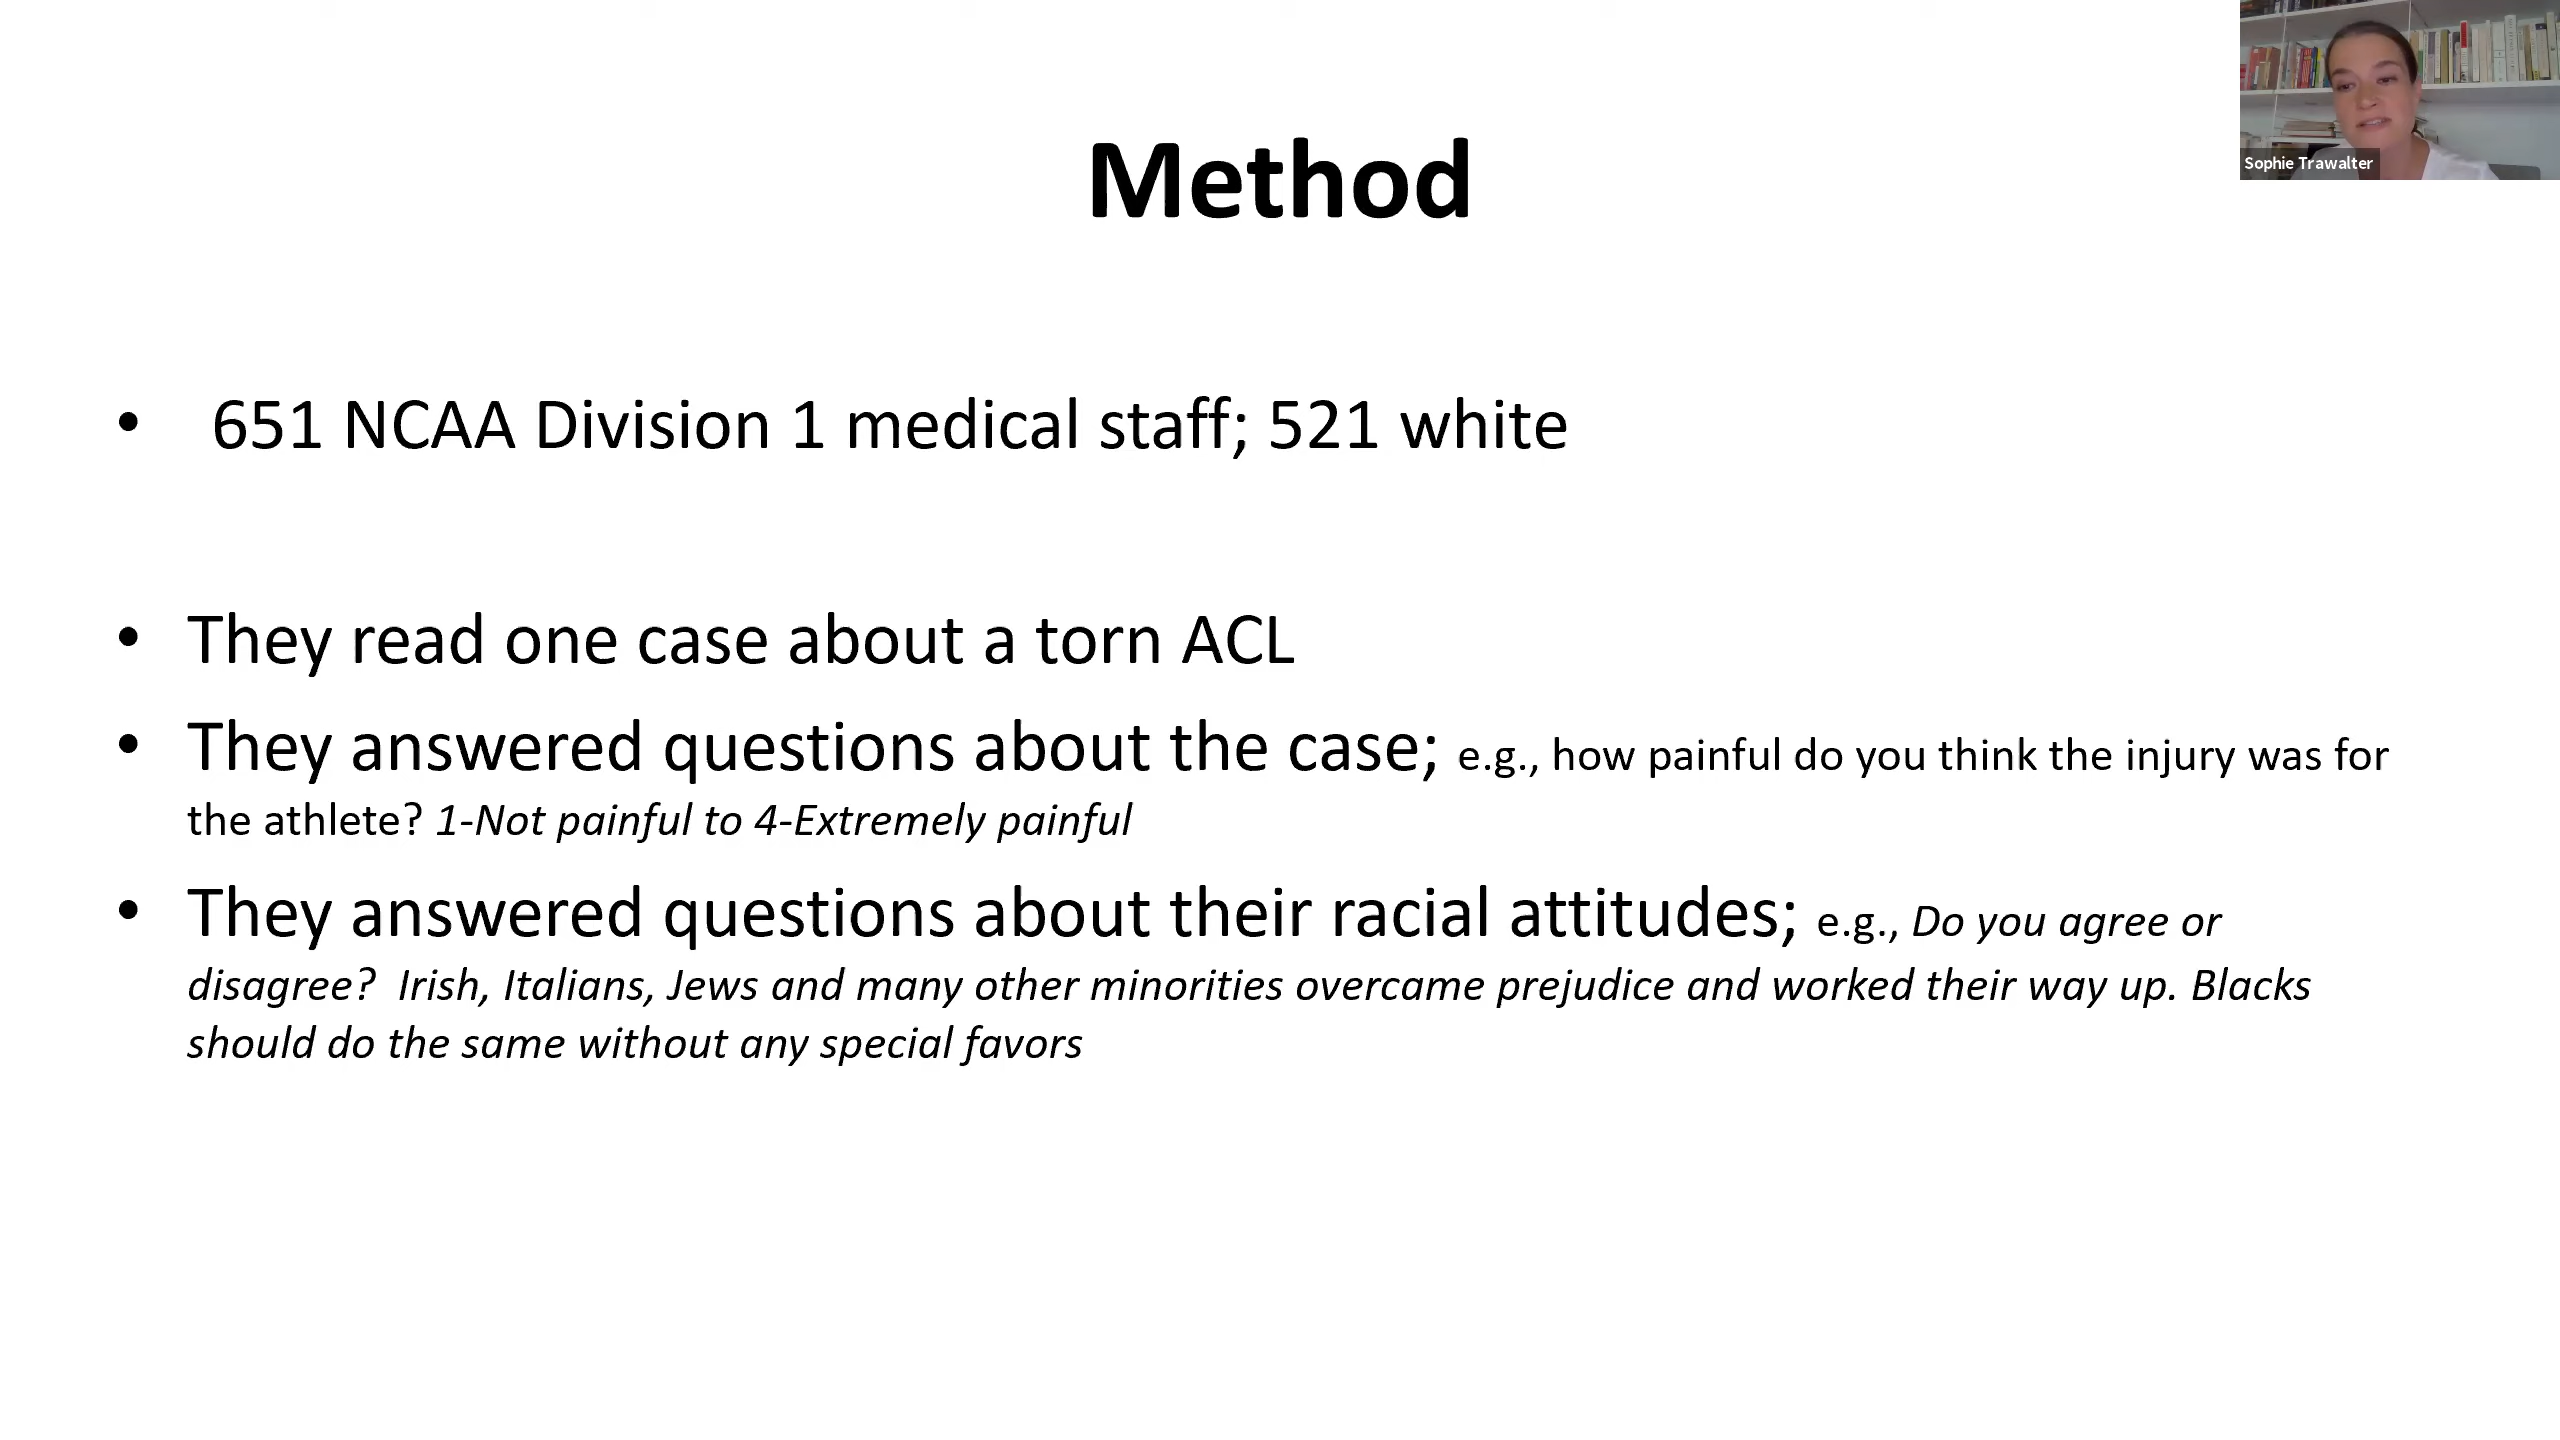 Sophie Trawalter
Method
• 651 NCAA Division 1 medical staff; 521 white
• They read one case about a torn ACL
• They answered questions about the case; e.g., how painful do you think the injury was for
the athlete? 1-Not painful to 4-Extremely painful
• They answered questions about their racial attitudes; e.g., Do you agree or
disagree?  Irish, Italians, Jews and many other minorities overcame prejudice and worked their way up. Blacks
should do the same without any special favors